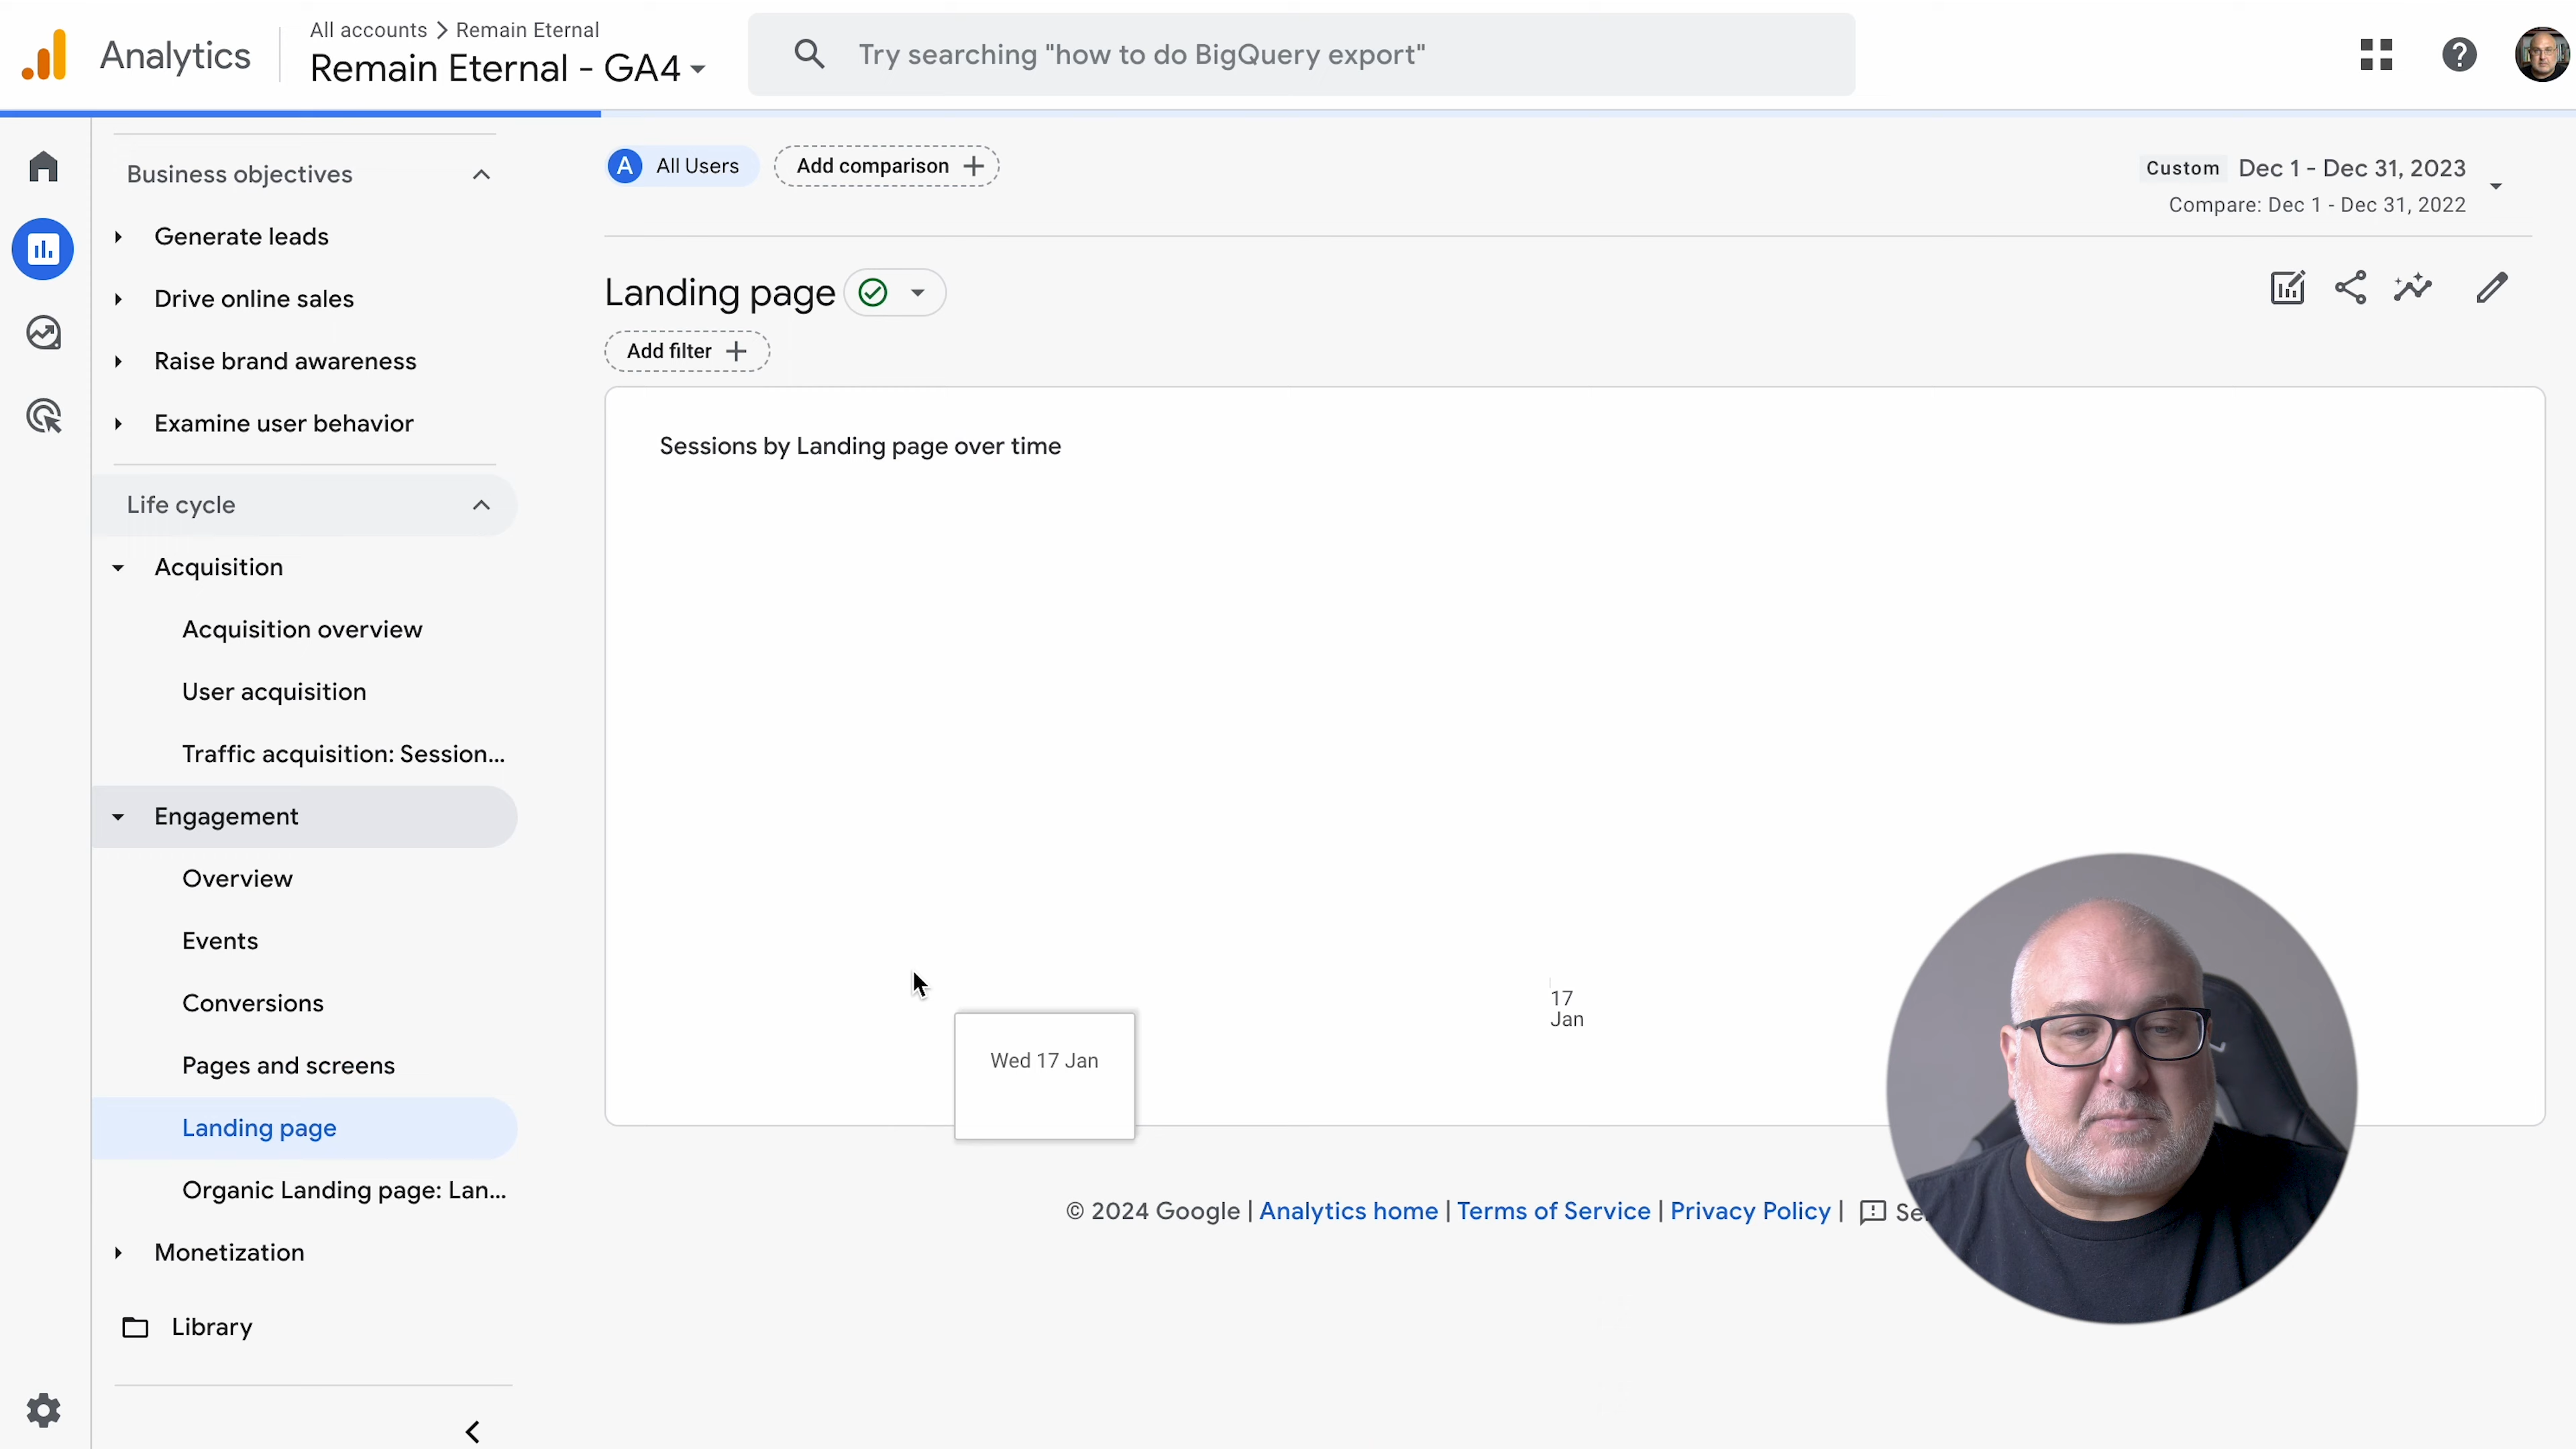 Analytics
All accounts > Remain Eternal
Remain Eternal - GA4
Try searching "how to do BigQuery export"
Business objectives
Generate leads
Drive online sales
Raise brand awareness
Examine user behavior
Life cycle
Acquisition
Acquisition overview
User acquisition
Traffic acquisition: Session...
Engagement
Overview
Events
Conversions
Pages and screens
Landing page
Organic Landing page: Lan...
Monetization
Library
A All Users
Add comparison +
Custom Dec 1 - Dec 31, 2023
Compare: Dec 1 - Dec 31, 2022
Landing page
Add filter +
Sessions by Landing page over time
17
Jan
Wed 17 Jan
© 2024 Google | Analytics home | Terms of Service | Privacy Policy |